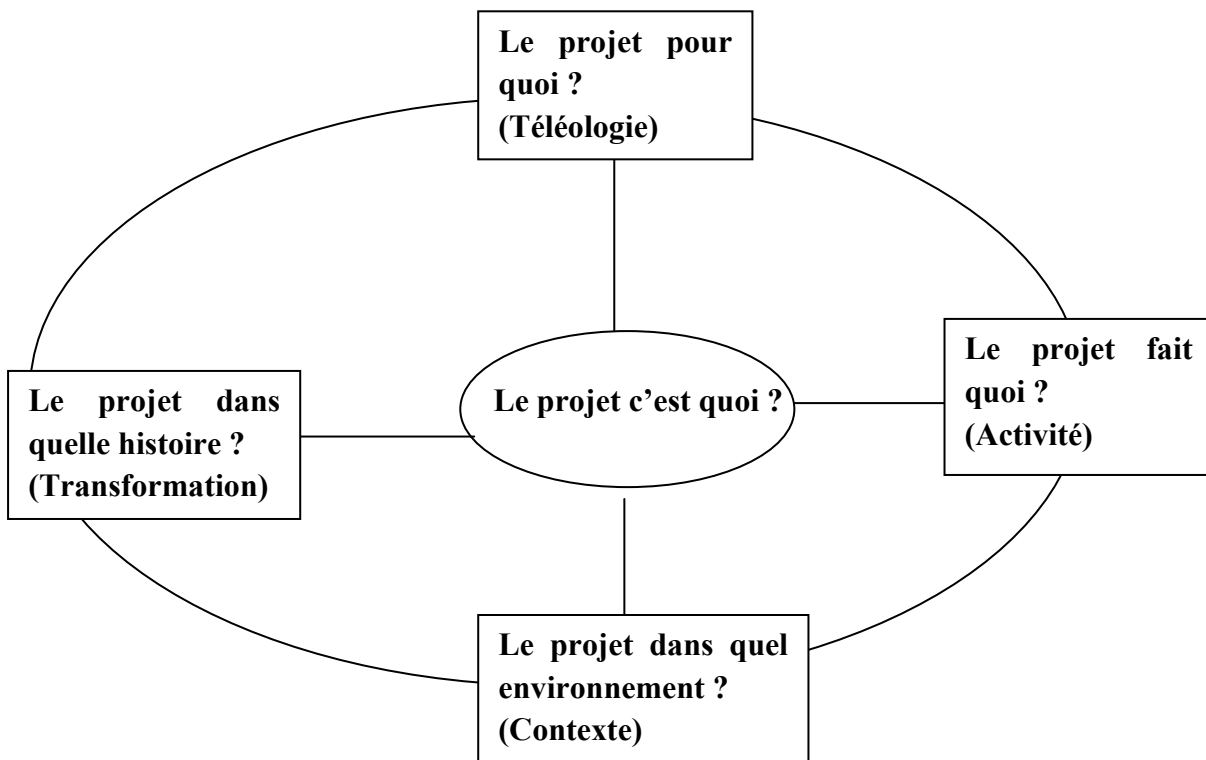 Le projet pour
quoi ?
(Téléologie)
Le projet fait
quoi ?
(Activité)
Le projet c’est quoi ?
Le projet dans
quelle histoire ?
(Transformation)
Le projet dans quel
environnement ?
(Contexte)